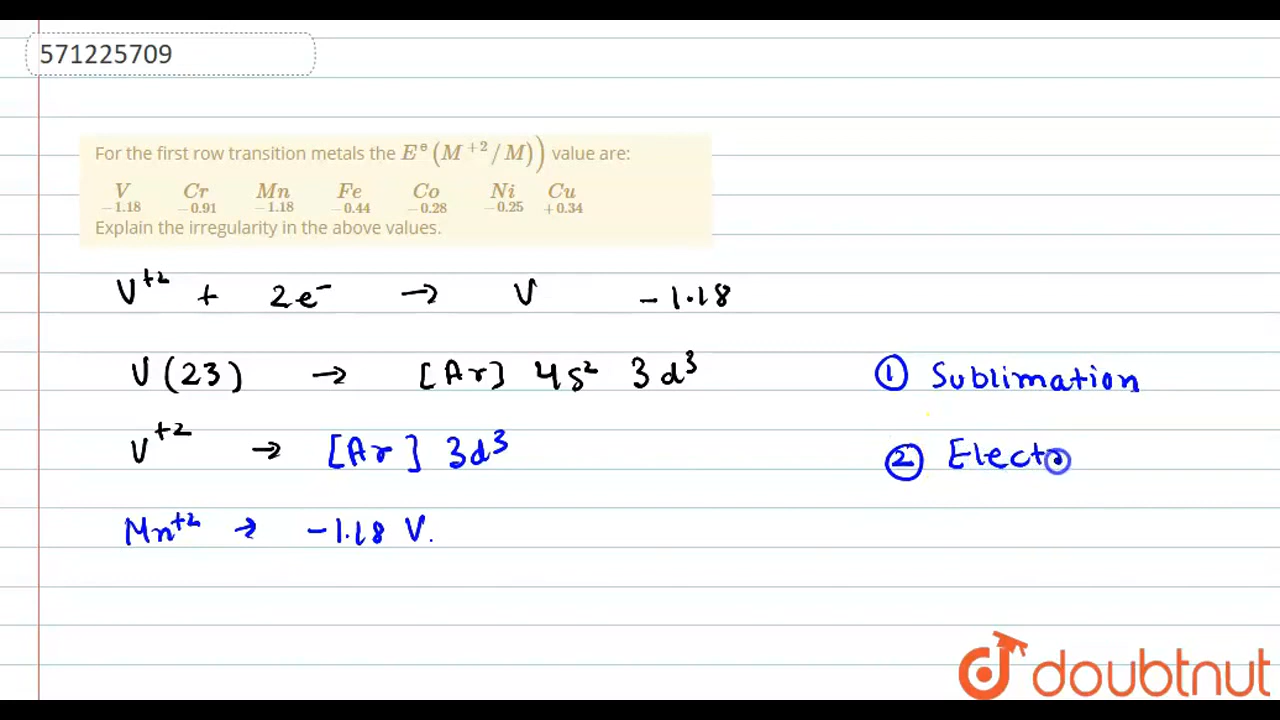 571225709
For the first row transition metals the E⊖(M⁺²/M)) value are:
V Cr Mn Fe Co Ni Cu
−1.18 −0.91 −1.18 −0.44 −0.28 −0.25 +0.34
Explain the irregularity in the above values.
V⁺² + 2e⁻ → V −1.18
V(23) → [Ar] 4s² 3d³
① Sublimation
V⁺² → [Ar] 3d³
② Electo
Mn⁺² → −1.18 V.
doubtnut